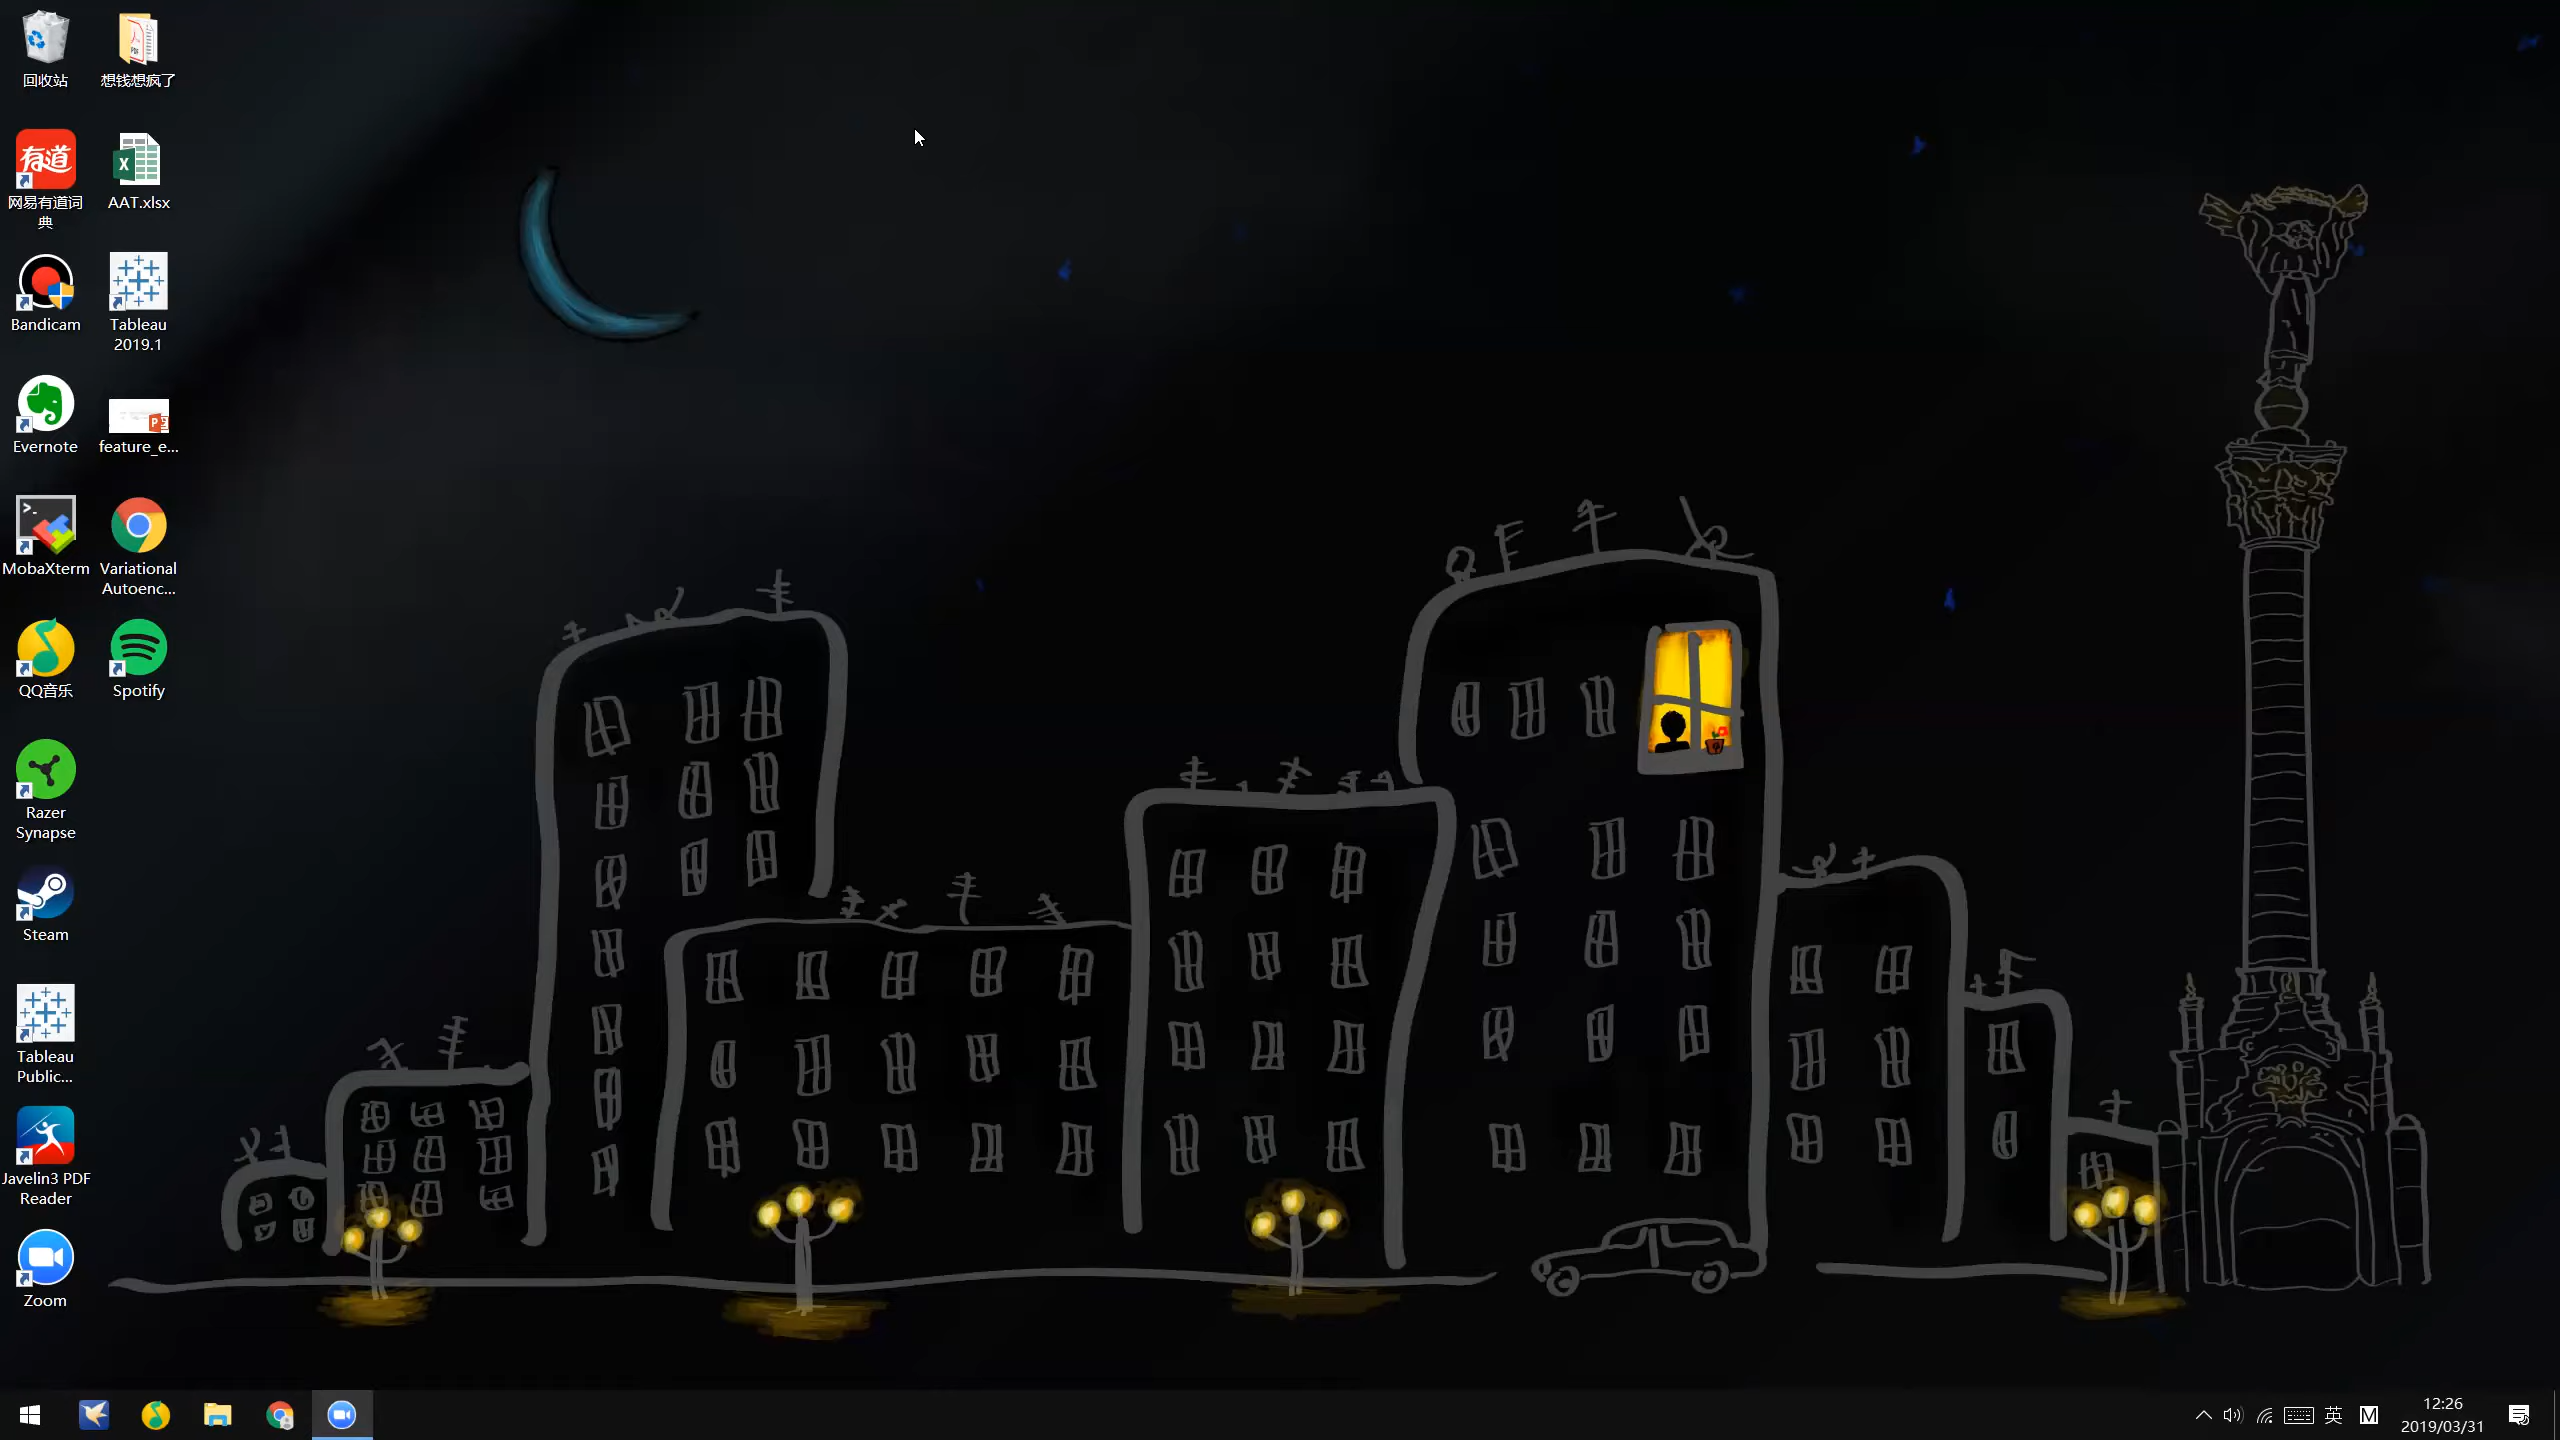 回收站
想钱想疯了
有道
网易有道词
典
AAT.xlsx
Bandicam
Tableau
2019.1
Evernote
feature_e...
MobaXterm
Variational
Autoenc...
QQ音乐
Spotify
Razer
Synapse
Steam
Tableau
Public...
Javelin3 PDF
Reader
Zoom
英
M
12:26
2019/03/31